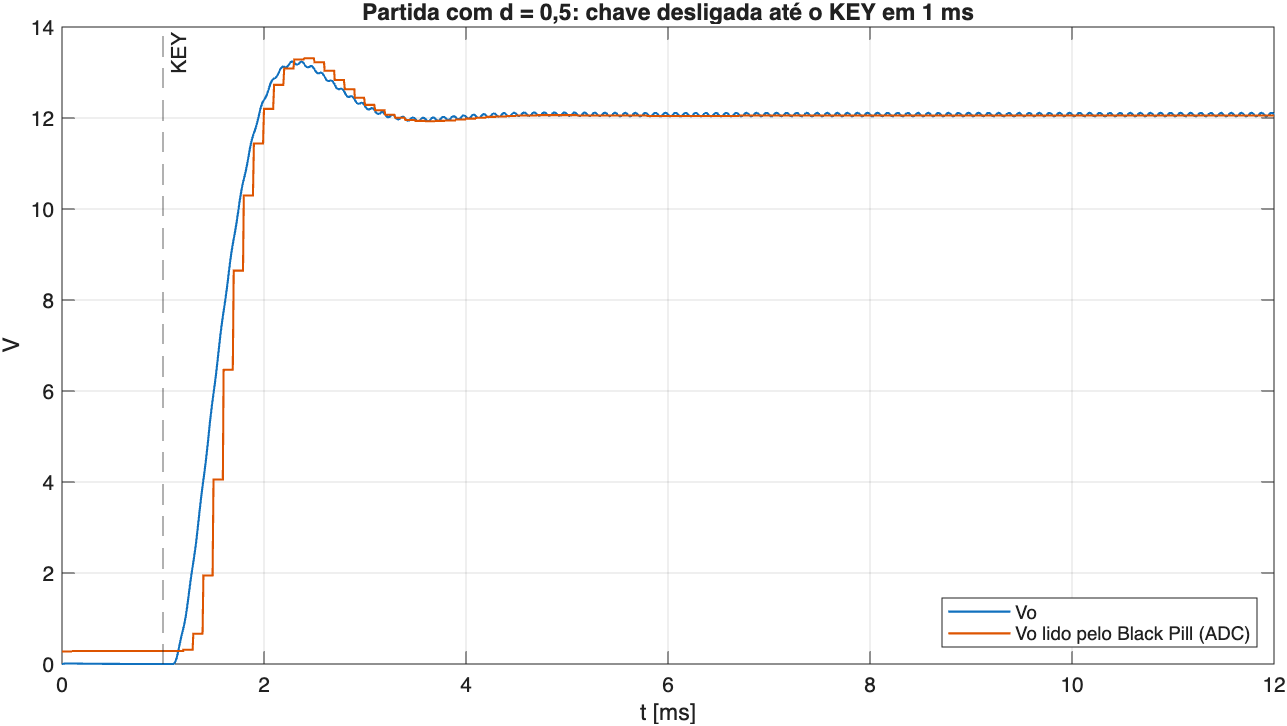 Partida com d = 0,5: chave desligada até o KEY em 1 ms
14
12
10
8
6
4
2
0
V
KEY
Vo
Vo lido pelo Black Pill (ADC)
0
2
4
6
8
10
12
t [ms]